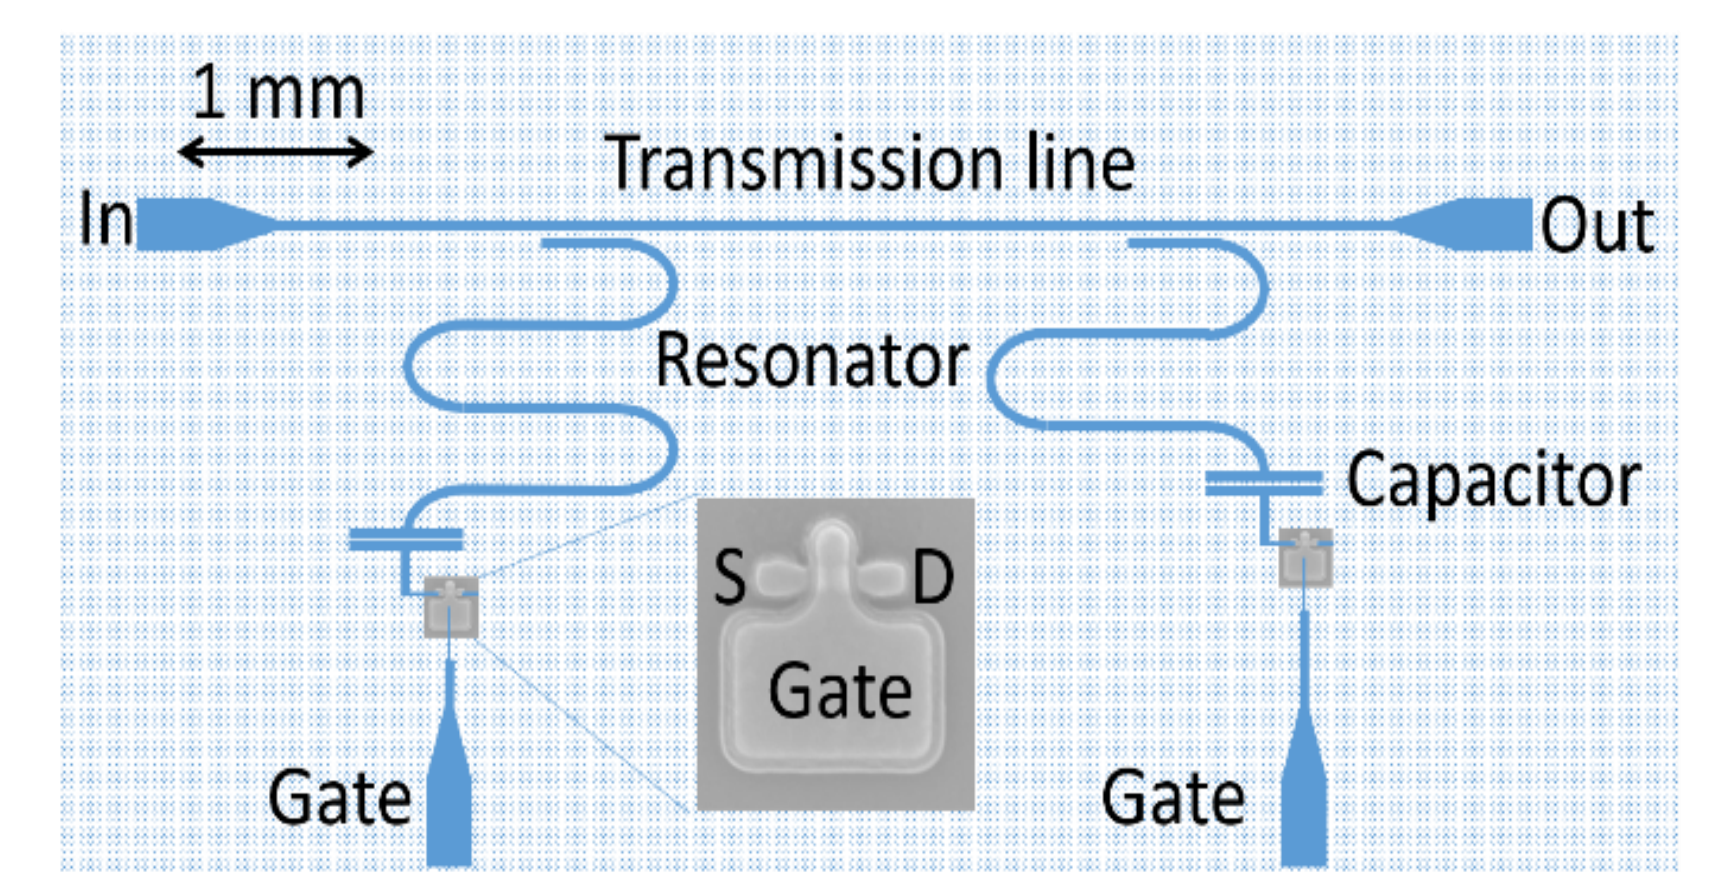 1 mm
Transmission line
In
Out
Resonator
Capacitor
S
D
Gate
Gate
Gate